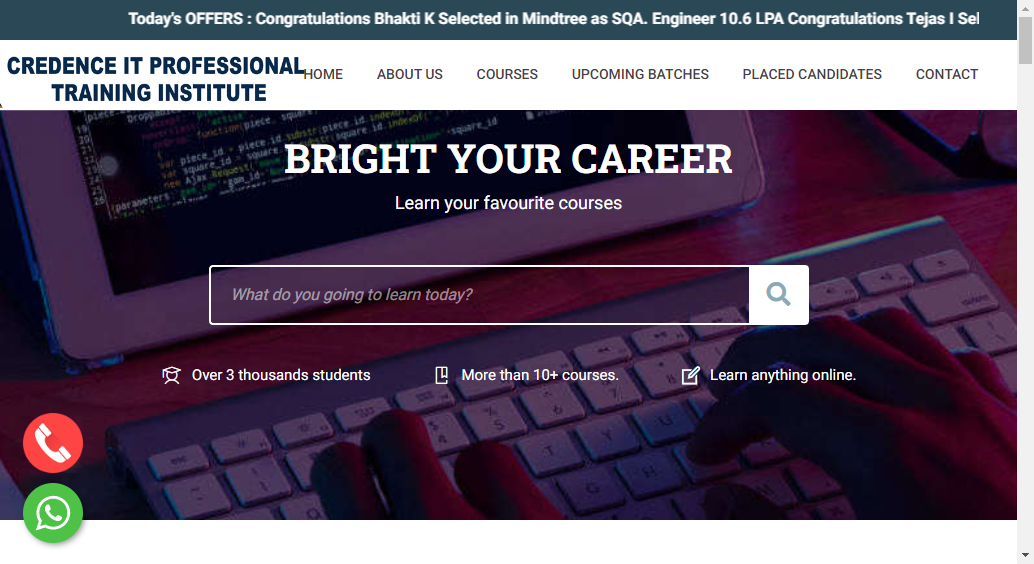 Today's OFFERS : Congratulations Bhakti K Selected in Mindtree as SQA. Engineer 10.6 LPA Congratulations Tejas I Sel
CREDENCE IT PROFESSIONAL
TRAINING INSTITUTE
HOME ABOUT US COURSES UPCOMING BATCHES PLACED CANDIDATES CONTACT
BRIGHT YOUR CAREER
Learn your favourite courses
What do you going to learn today?
Over 3 thousands students More than 10+ courses. Learn anything online.